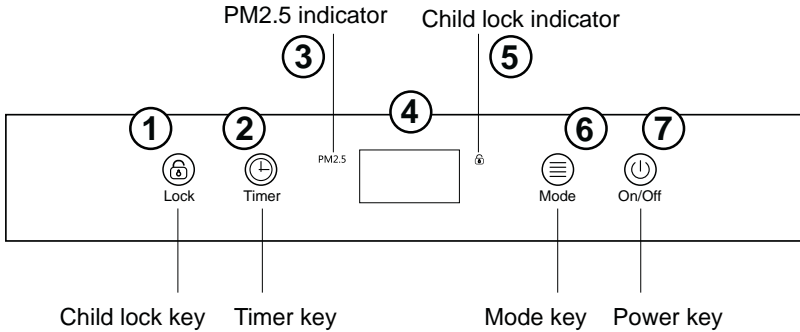 PM2.5 indicator
Child lock indicator
3
5
4
1
2
6
7
PM2.5
Lock
Timer
Mode
On/Off
Child lock key
Timer key
Mode key
Power key